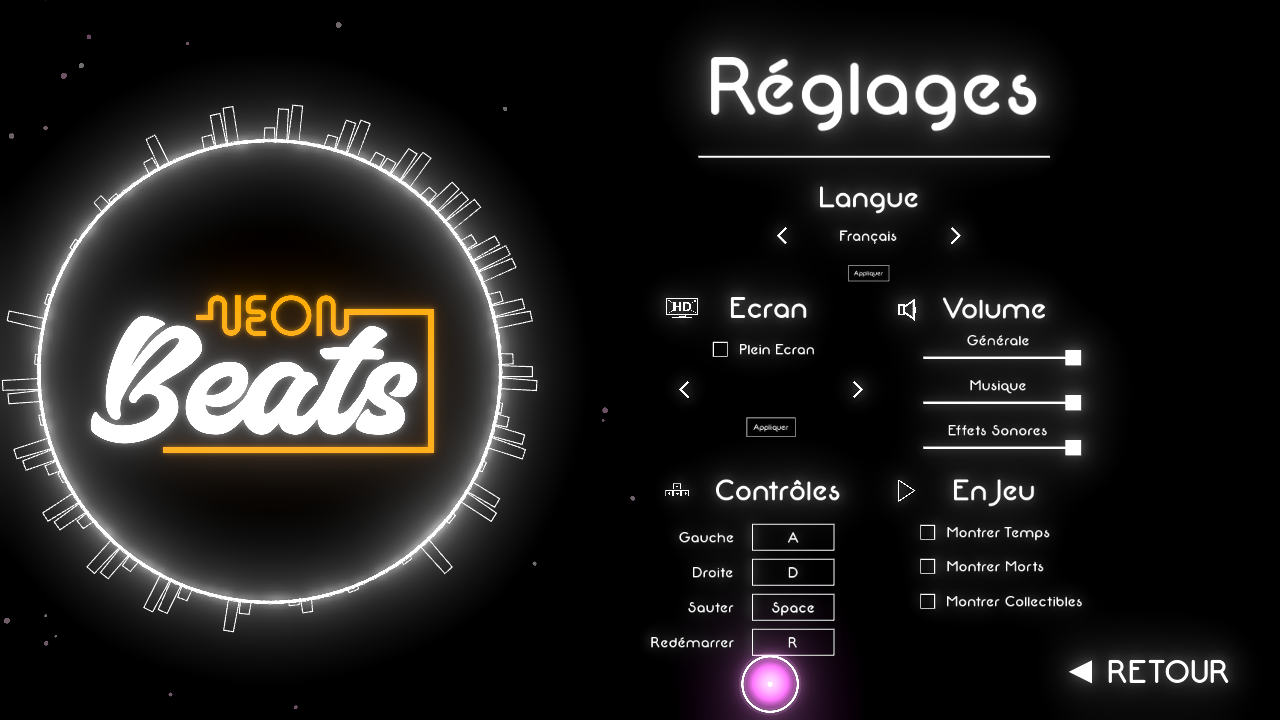 NEON
Beats
Réglages
Langue
Français
Appliquer
HD
Ecran
Plein Ecran
Appliquer
Volume
Générale
Musique
Effets Sonores
Contrôles
Gauche A
Droite D
Sauter Space
Redémarrer R
En Jeu
Montrer Temps
Montrer Morts
Montrer Collectibles
RETOUR